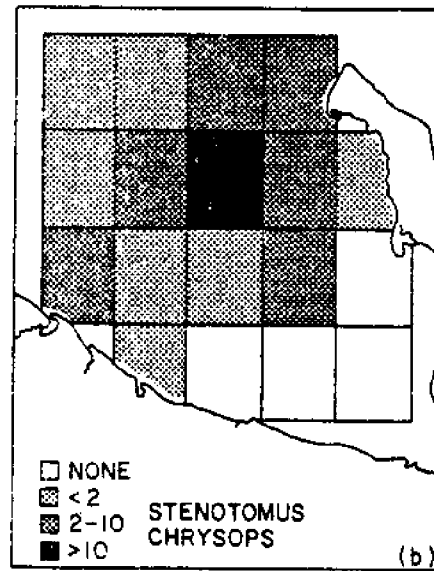 NONE
<2
2-10
>10
STENOTOMUS
CHRYSOPS
(b)